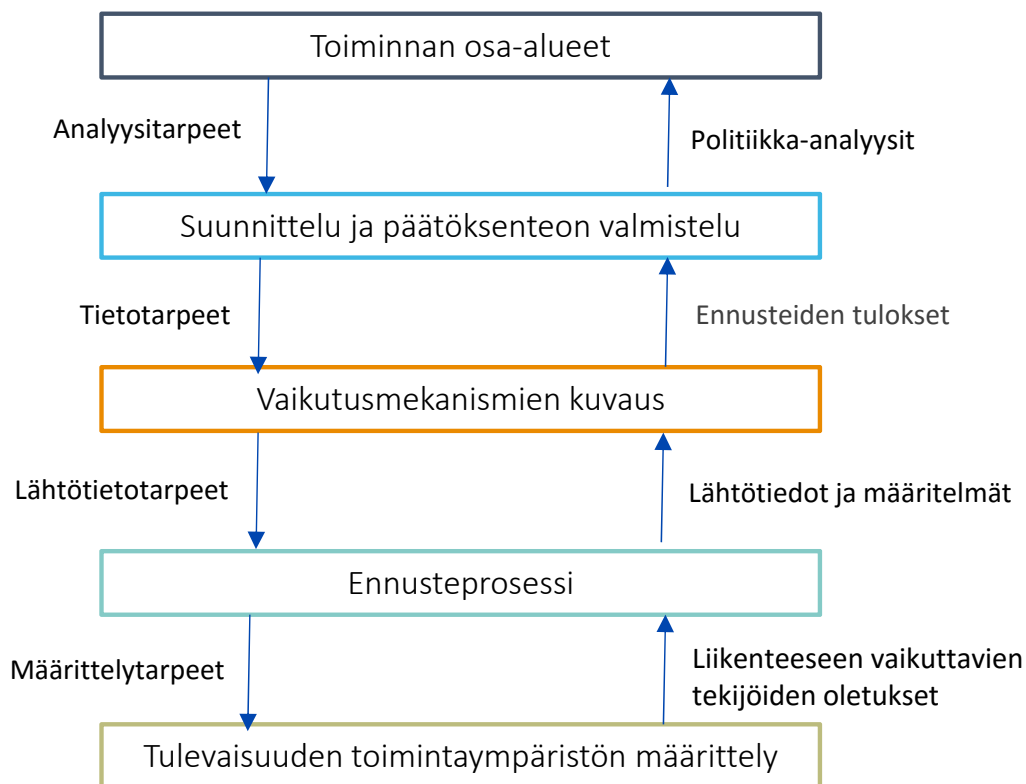 Toiminnan osa-alueet
Analyysitarpeet
Politiikka-analyysit
Suunnittelu ja päätöksenteon valmistelu
Tietotarpeet
Ennusteiden tulokset
Vaikutusmekanismien kuvaus
Lähtötietotarpeet
Lähtötiedot ja määritelmät
Ennusteprosessi
Määrittelytarpeet
Liikenteeseen vaikuttavien
tekijöiden oletukset
Tulevaisuuden toimintaympäristön määrittely